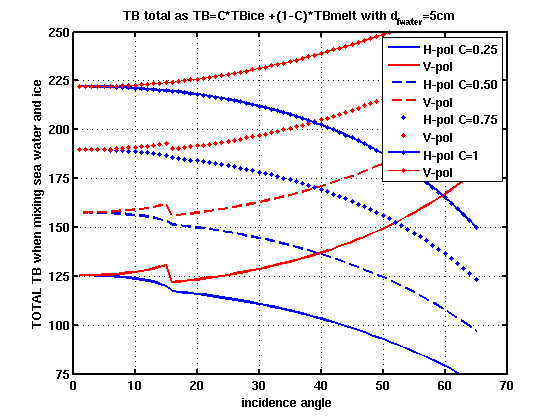 TB total as TB=C*TBice +(1-C)*TBmelt with dfwater=5cm
TOTAL TB when mixing sea water and ice
250
225
200
175
150
125
100
75
H-pol C=0.25
V-pol
H-pol C=0.50
V-pol
H-pol C=0.75
V-pol
H-pol C=1
V-pol
0 10 20 30 40 50 60 70
incidence angle